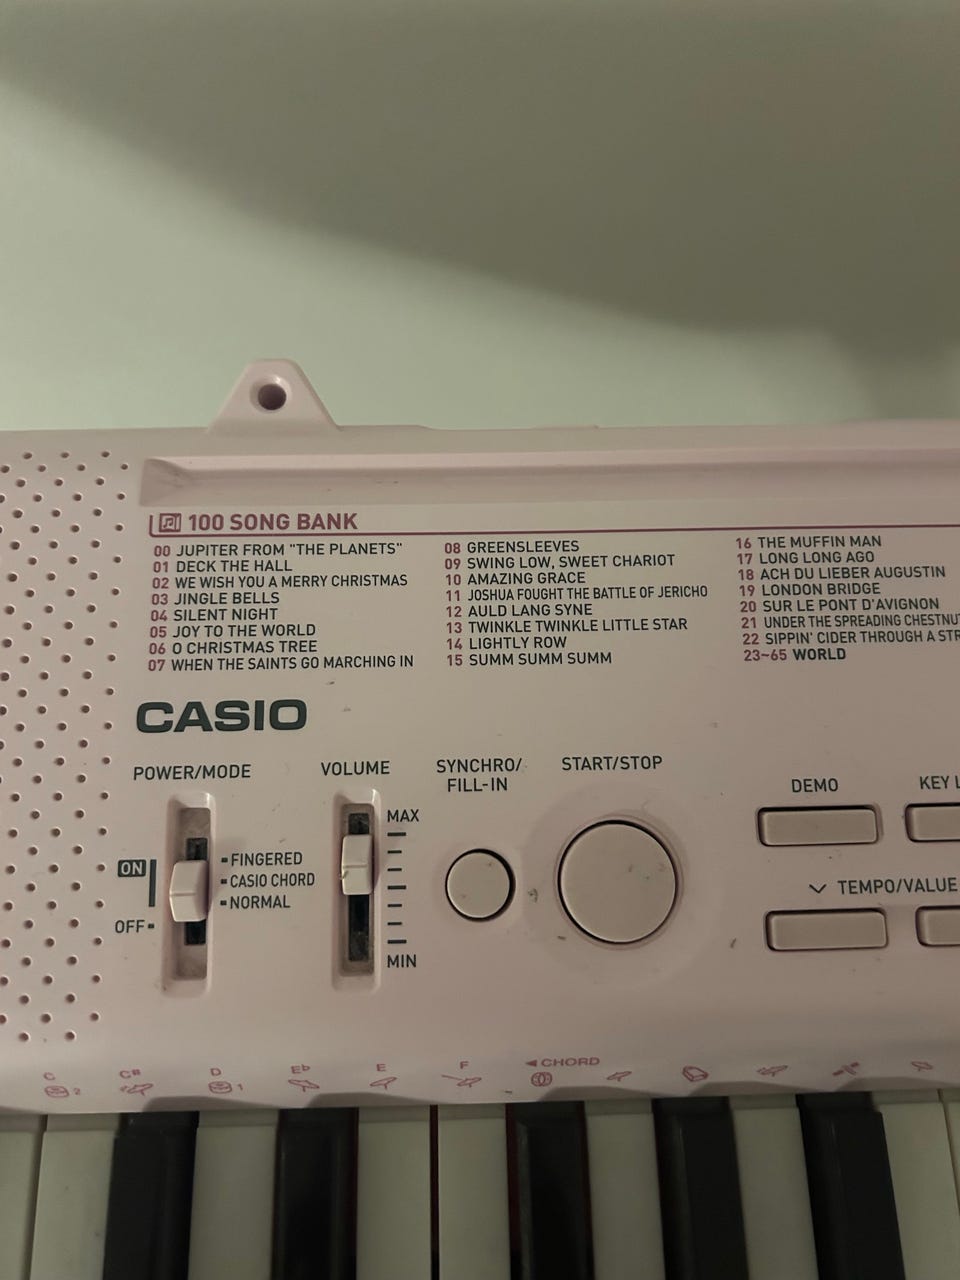 100 SONG BANK
00 JUPITER FROM "THE PLANETS"
01 DECK THE HALL
02 WE WISH YOU A MERRY CHRISTMAS
03 JINGLE BELLS
04 SILENT NIGHT
05 JOY TO THE WORLD
06 O CHRISTMAS TREE
07 WHEN THE SAINTS GO MARCHING IN
08 GREENSLEEVES
09 SWING LOW, SWEET CHARIOT
10 AMAZING GRACE
11 JOSHUA FOUGHT THE BATTLE OF JERICHO
12 AULD LANG SYNE
13 TWINKLE TWINKLE LITTLE STAR
14 LIGHTLY ROW
15 SUMM SUMM SUMM
16 THE MUFFIN MAN
17 LONG LONG AGO
18 ACH DU LIEBER AUGUSTIN
19 LONDON BRIDGE
20 SUR LE PONT D'AVIGNON
21 UNDER THE SPREADING CHESTNUT
22 SIPPIN' CIDER THROUGH A STR
23~65 WORLD
CASIO
POWER/MODE
ON
OFF
FINGERED
CASIO CHORD
NORMAL
VOLUME
MAX
MIN
SYNCHRO/
FILL-IN
START/STOP
DEMO
KEY L
TEMPO/VALUE
C C# D E♭ E F ◄CHORD
2 1